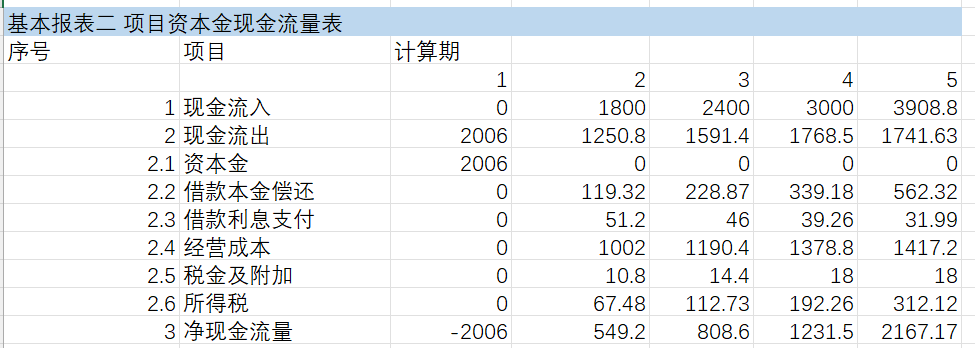 基本报表二 项目资本金现金流量表
序号 项目 计算期
1 2 3 4 5
1 现金流入 0 1800 2400 3000 3908.8
2 现金流出 2006 1250.8 1591.4 1768.5 1741.63
2.1 资本金 2006 0 0 0 0
2.2 借款本金偿还 0 119.32 228.87 339.18 562.32
2.3 借款利息支付 0 51.2 46 39.26 31.99
2.4 经营成本 0 1002 1190.4 1378.8 1417.2
2.5 税金及附加 0 10.8 14.4 18 18
2.6 所得税 0 67.48 112.73 192.26 312.12
3 净现金流量 -2006 549.2 808.6 1231.5 2167.17